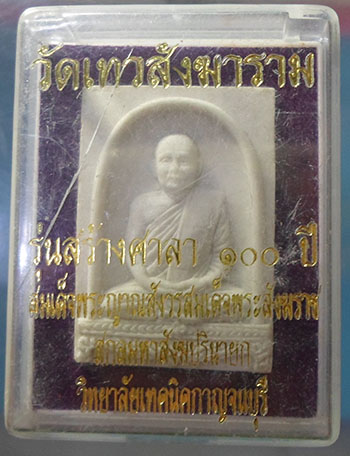 วัดเทวสังฆาราม
รุ่นสร้างศาลา ๑๐๐ ปี
สมเด็จพระญาณสังวรสมเด็จพระสังฆราช
สกลมหาสังฆปรินายก
วิทยาลัยเทคนิคกาญจนบุรี